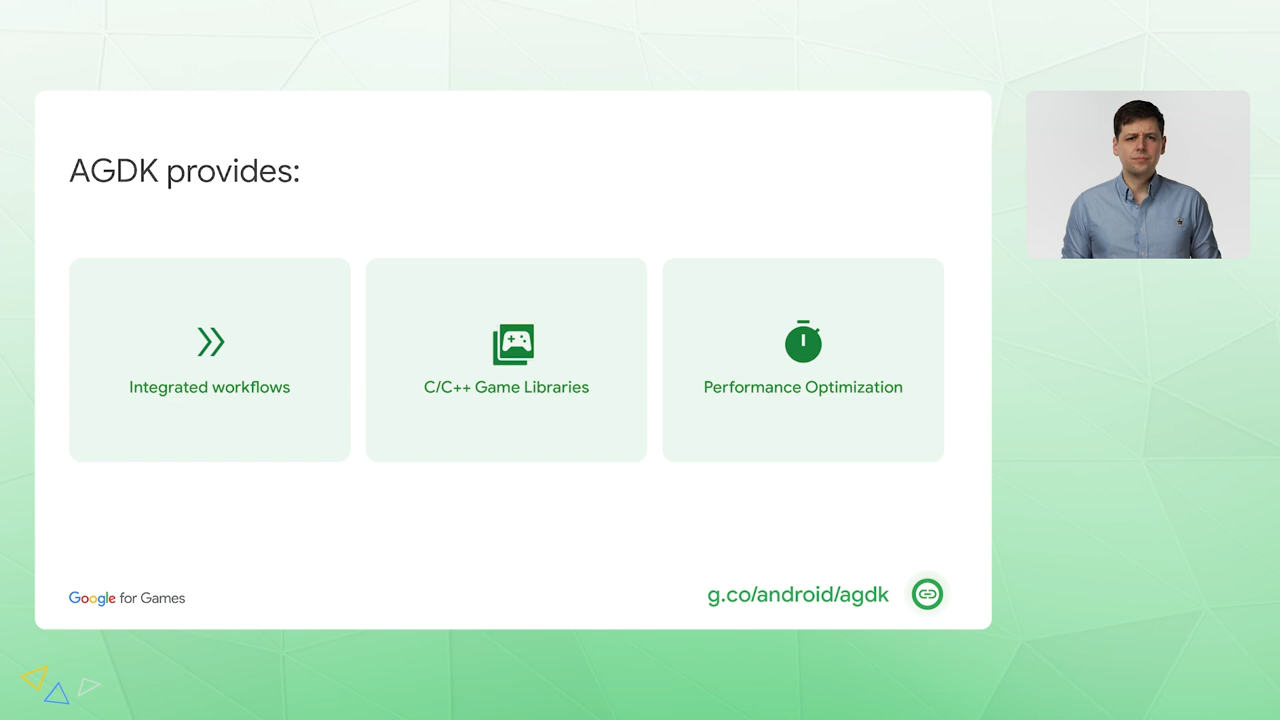 AGDK provides:
Integrated workflows
C/C++ Game Libraries
Performance Optimization
Google for Games
g.co/android/agdk